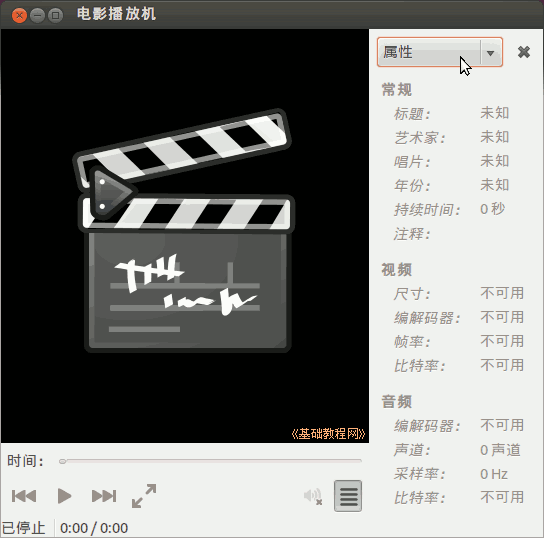 电影播放机
属性
常规
标题： 未知
艺术家： 未知
唱片： 未知
年份： 未知
持续时间： 0 秒
注释：
视频
尺寸： 不可用
编解码器： 不可用
帧率： 不可用
比特率： 不可用
音频
编解码器： 不可用
声道： 0 声道
采样率： 0 Hz
比特率： 不可用
《基础教程网》
时间：
已停止 0:00 / 0:00